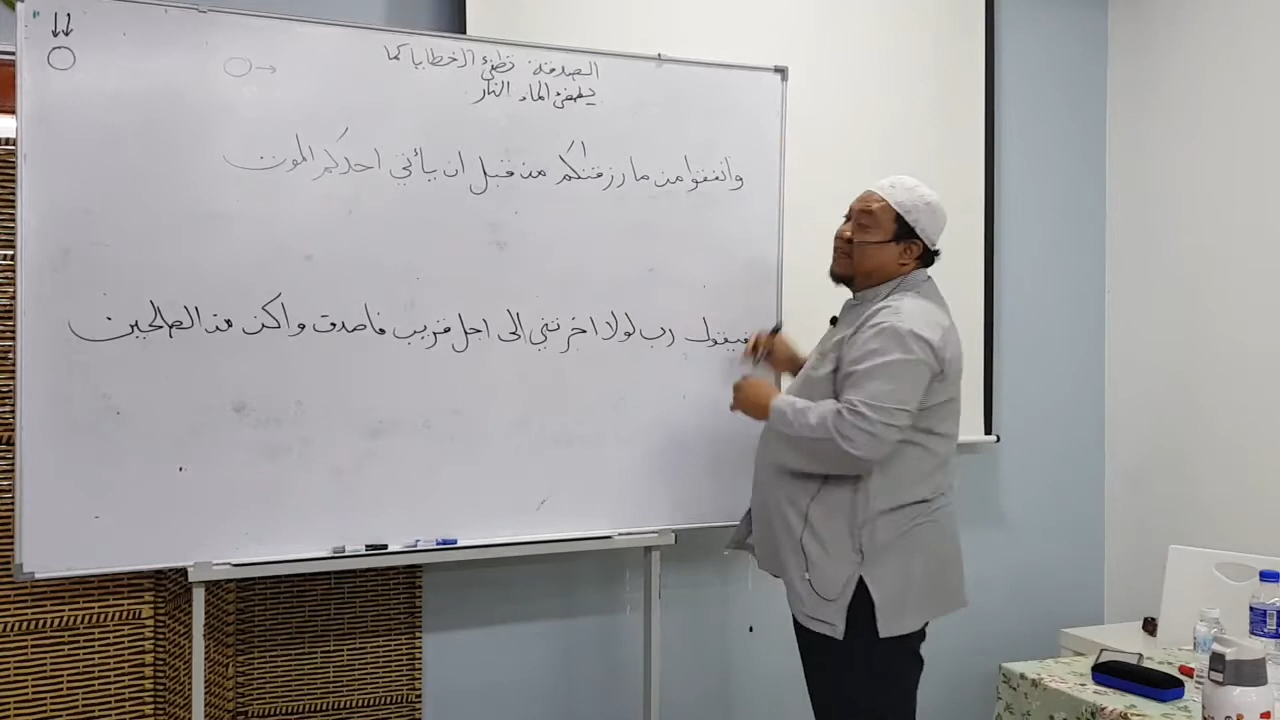 الصدقة تطفئ الخطايا كما
يطفئ الماء النار
وانفقوا من ما رزقنكم من قبل ان يأتي احدكم الموت
فيقول رب لولا اخرتني الى اجل قريب فاصدق واكن من الصالحين